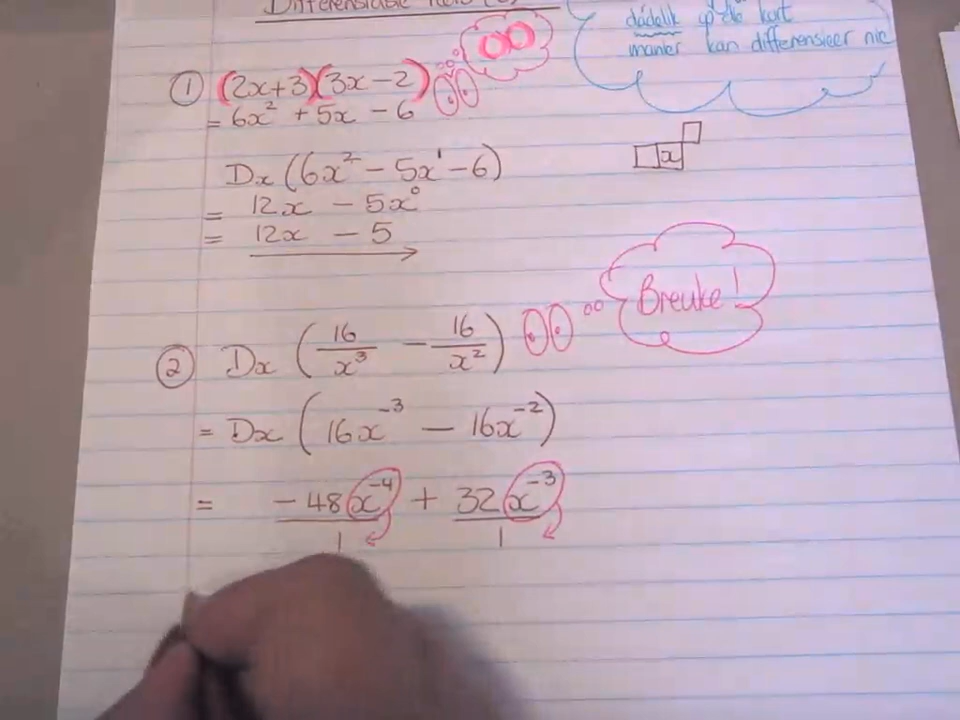 Differensiasie Reëls
dadelik op die kort
manier kan differensieer nie
① (2x+3)(3x-2)
= 6x² + 5x - 6
Dx (6x² - 5x¹ - 6)
= 12x - 5x⁰
= 12x - 5
x
② Dx (16/x³ - 16/x²)
Breuke!
= Dx (16x⁻³ - 16x⁻²)
= -48x⁻⁴/1 + 32x⁻³/1